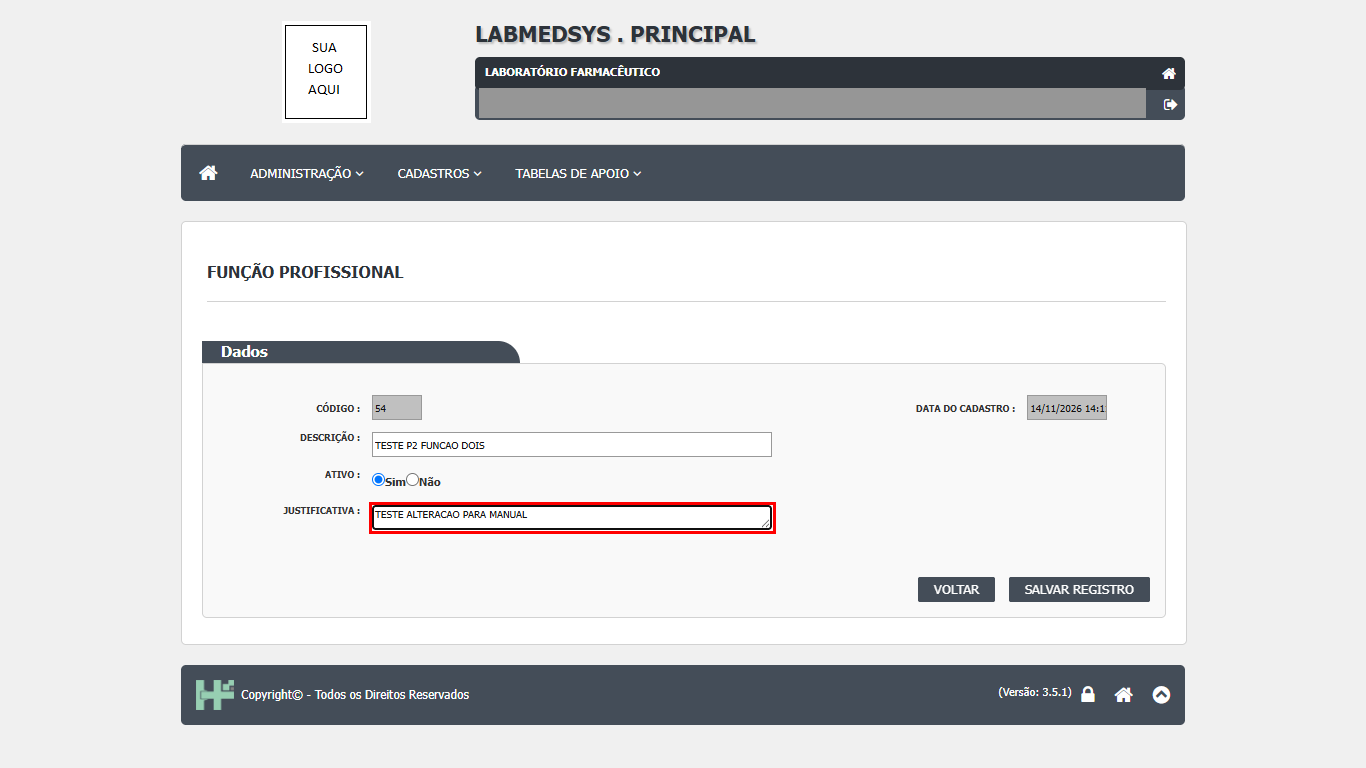 SUA
LOGO
AQUI
LABMEDSYS . PRINCIPAL
LABORATÓRIO FARMACÊUTICO
ADMINISTRAÇÃO CADASTROS TABELAS DE APOIO
FUNÇÃO PROFISSIONAL
Dados
CÓDIGO : 54 DATA DO CADASTRO : 14/11/2026 14:1
DESCRIÇÃO : TESTE P2 FUNCAO DOIS
ATIVO : Sim Não
JUSTIFICATIVA : TESTE ALTERACAO PARA MANUAL
VOLTAR SALVAR REGISTRO
Copyright© - Todos os Direitos Reservados (Versão: 3.5.1)